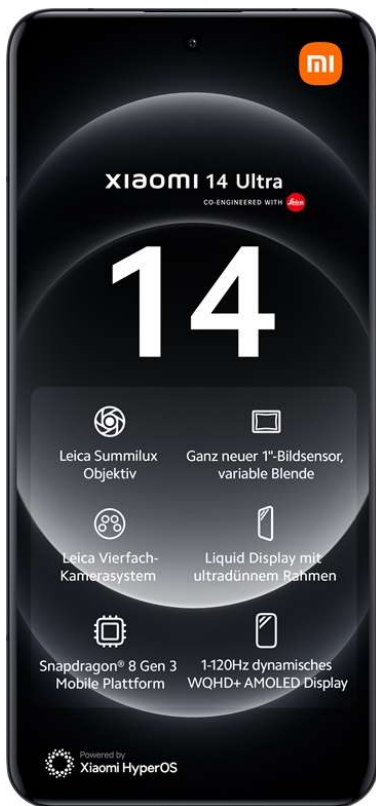 mi
xiaomi 14 Ultra
CO-ENGINEERED WITH Leica
14
Leica Summilux
Objektiv
Ganz neuer 1"-Bildsensor,
variable Blende
Leica Vierfach-
Kamerasystem
Liquid Display mit
ultradünnem Rahmen
Snapdragon® 8 Gen 3
Mobile Plattform
1-120Hz dynamisches
WQHD+ AMOLED Display
Powered by
Xiaomi HyperOS